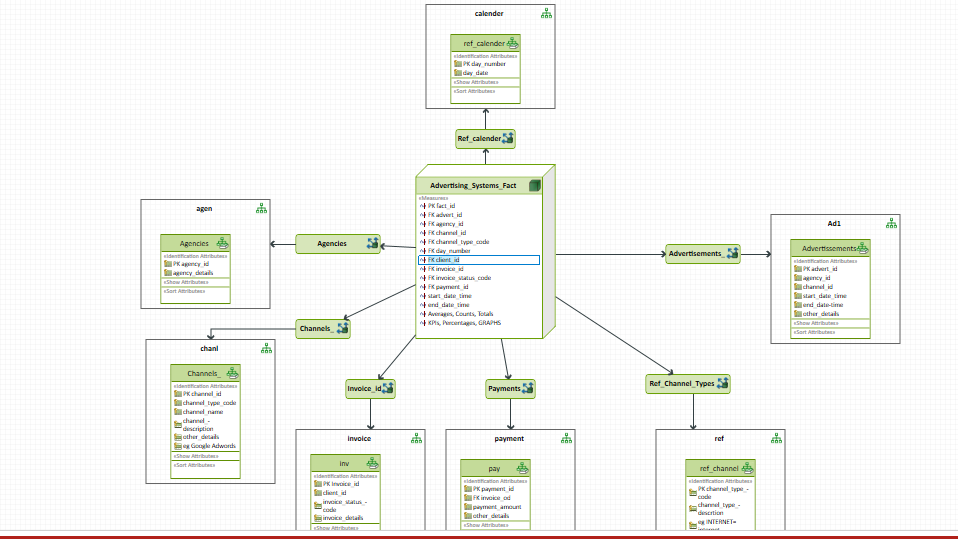 calender
ref_calender
«Identification Attributes»
PK day_number
day_date
«Show Attributes»
«Sort Attributes»
Ref_calender
Advertising_Systems_Fact
«Measures»
PK fact_id
FK advert_id
FK agency_id
FK channel_id
FK channel_type_code
FK day_number
FK client_id
FK invoice_id
FK invoice_status_code
FK payment_id
start_date_time
end_date_time
Averages, Counts, Totals
KPIs, Percentages, GRAPHS
agen
Agencies
«Identification Attributes»
PK agency_id
agency_details
«Show Attributes»
«Sort Attributes»
Agencies
Advertisements_
Ad1
Advertissements
«Identification Attributes»
PK advert_id
agency_id
channel_id
start_date_time
end_date-time
other_details
«Show Attributes»
«Sort Attributes»
Channels_
chanl
Channels_
«Identification Attributes»
PK channel_id
channel_type_code
channel_name
channel_-
description
other_details
eg Google Adwords
«Show Attributes»
«Sort Attributes»
Invoice_id
Payments
Ref_Channel_Types
invoice
inv
«Identification Attributes»
PK Invoice_id
client_id
invoice_status_-
code
invoice_details
«Show Attributes»
payment
pay
«Identification Attributes»
PK payment_id
FK invoice_od
payment_amount
other_details
«Show Attributes»
ref
ref_channel
«Identification Attributes»
PK channel_type_-
code
channel_type_-
descrtion
eg INTERNET=